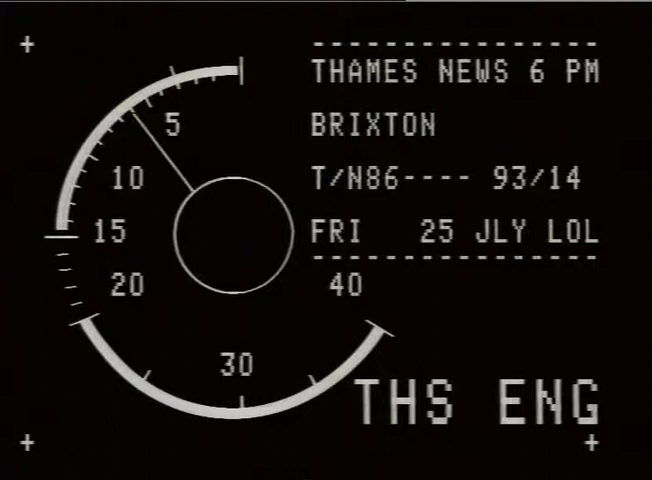 ----------------
THAMES NEWS 6 PM
BRIXTON
T/N86---- 93/14
FRI 25 JLY LOL
----------------
5
10
15
20
30
40
THS ENG